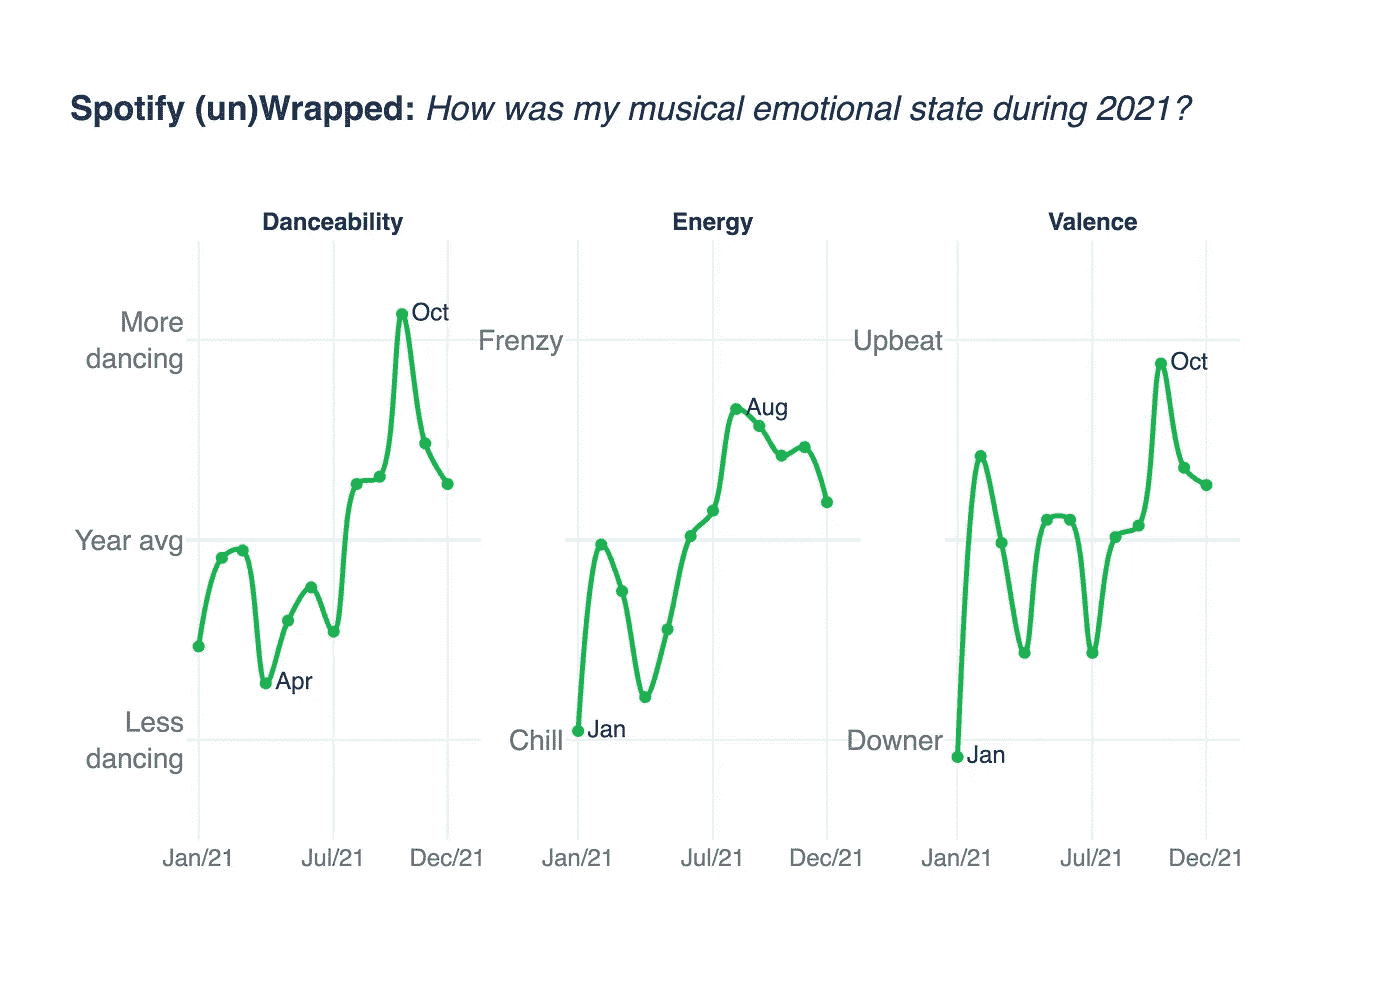 Spotify (un)Wrapped: How was my musical emotional state during 2021?
Danceability
Energy
Valence
More
dancing
Year avg
Less
dancing
Oct
Apr
Jan/21
Jul/21
Dec/21
Frenzy
Chill
Aug
Jan
Jan/21
Jul/21
Dec/21
Upbeat
Downer
Oct
Jan
Jan/21
Jul/21
Dec/21